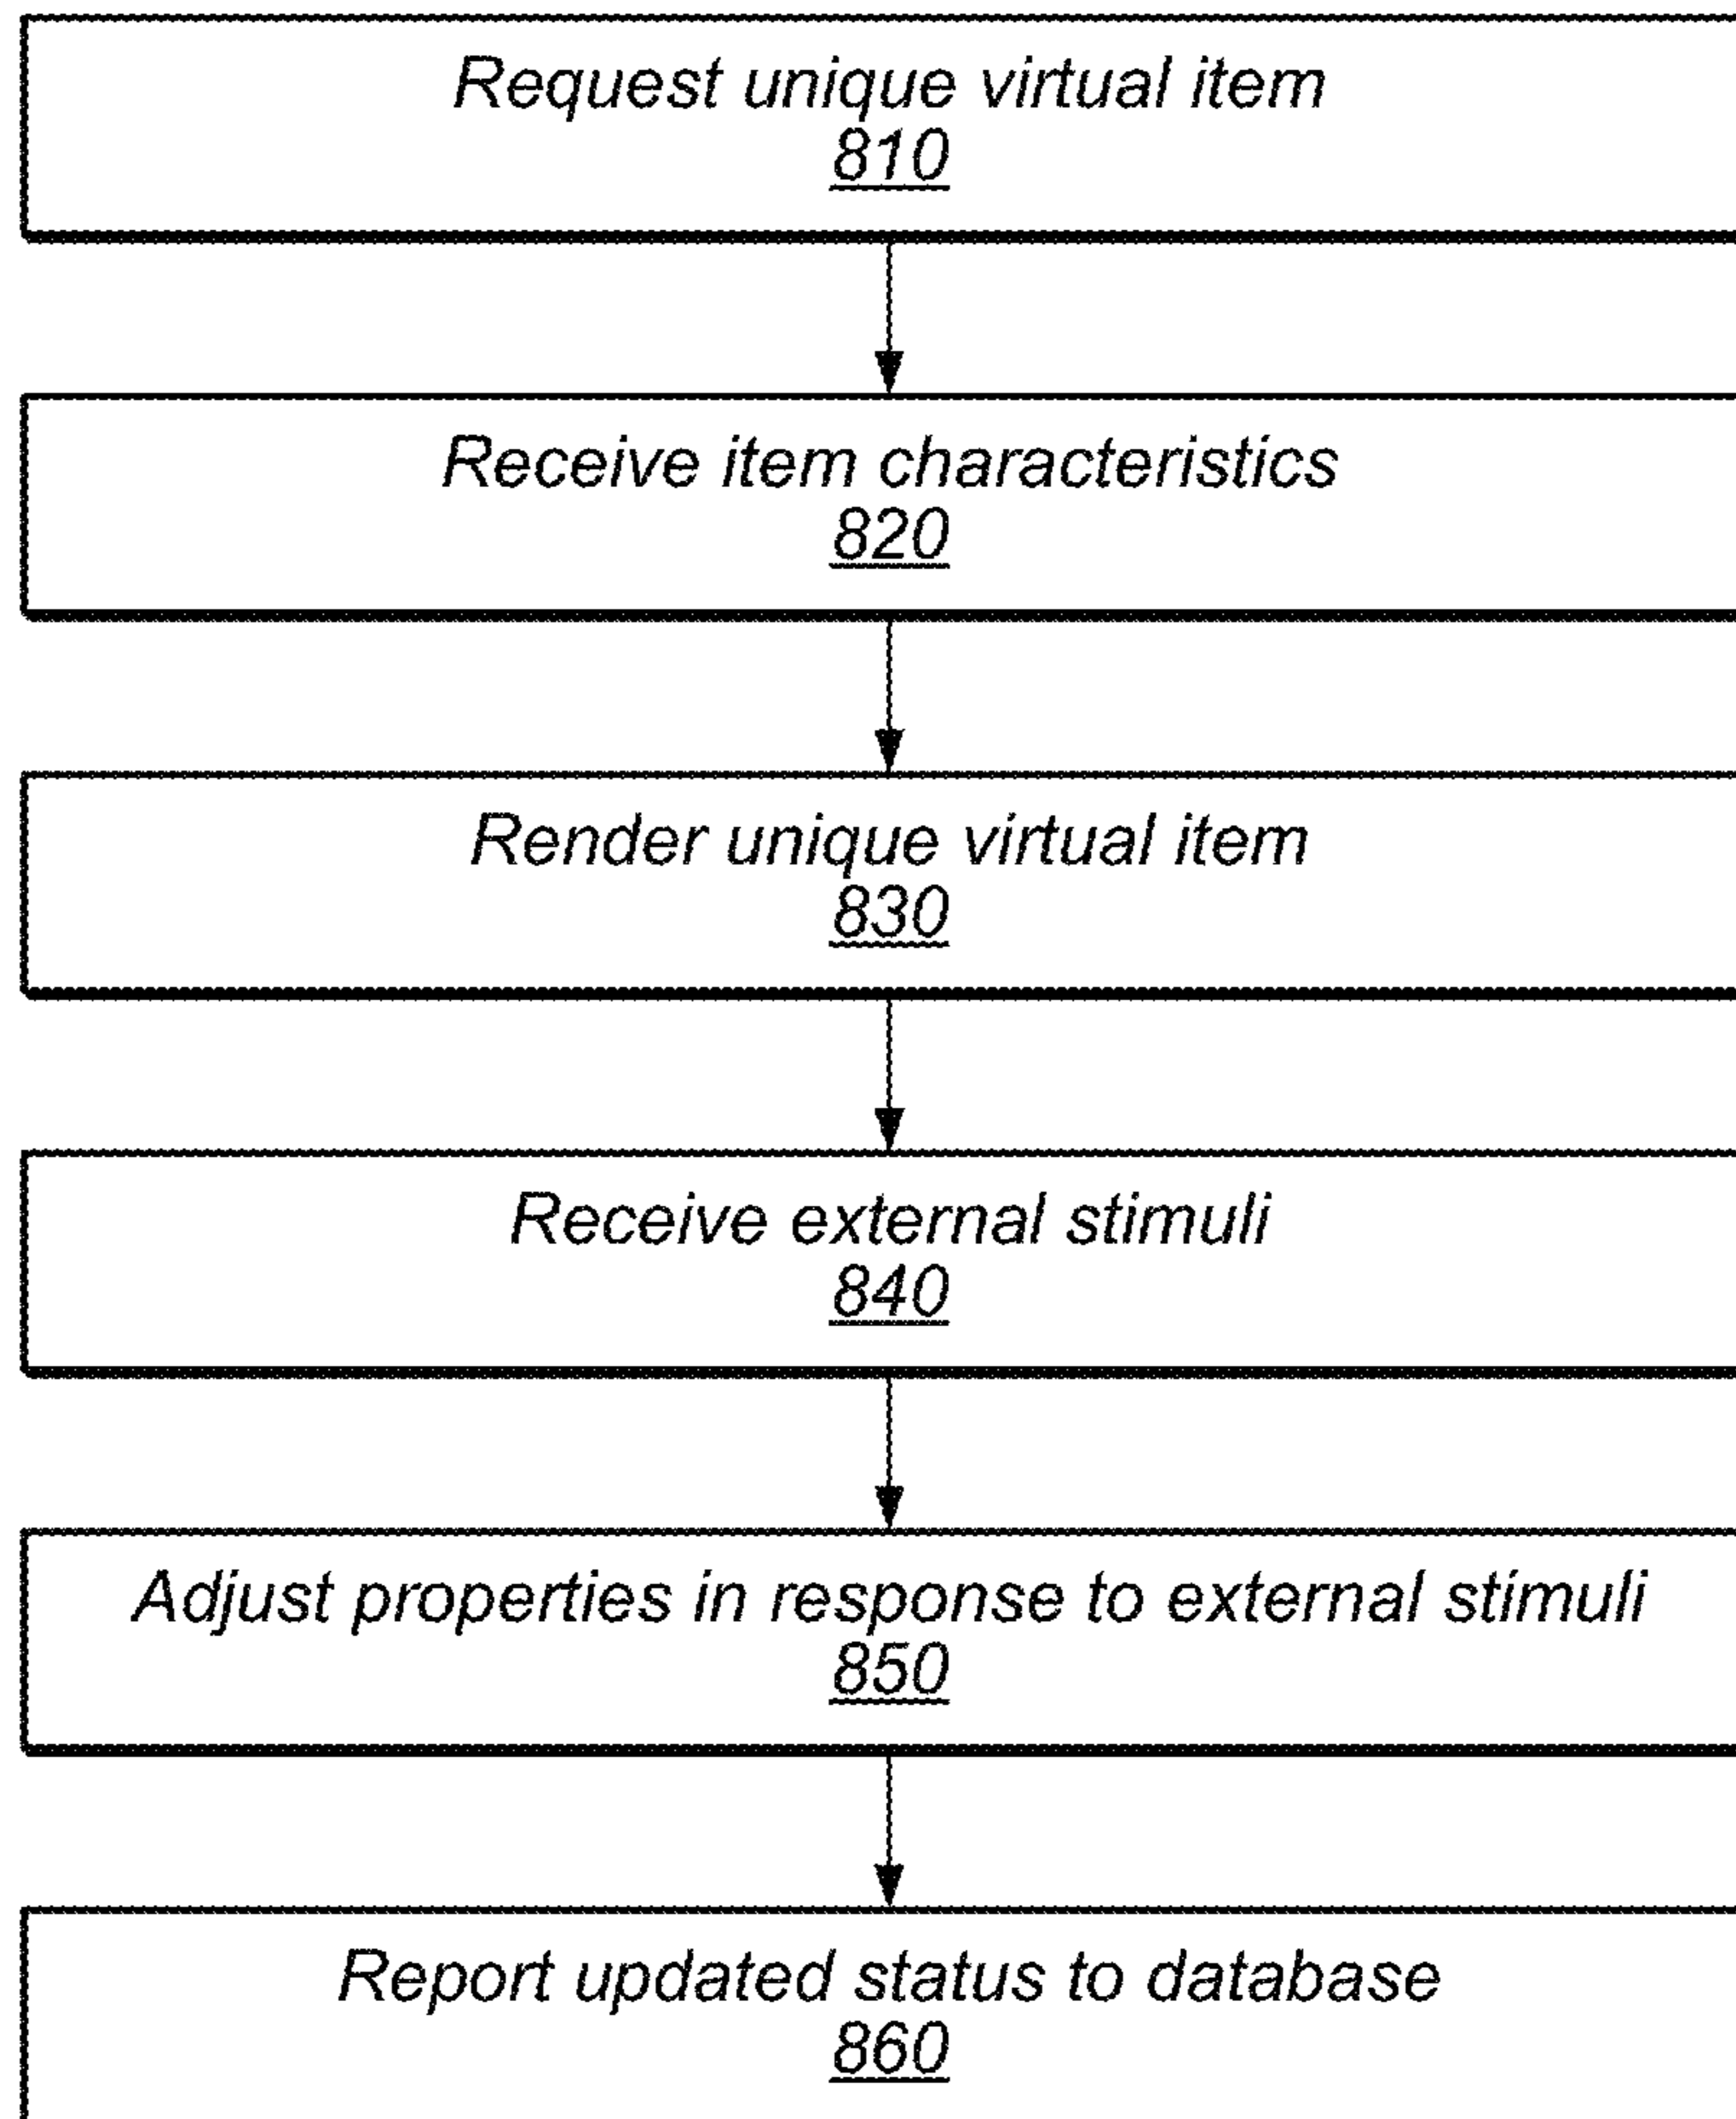 Request unique virtual item
810
Receive item characteristics
820
Render unique virtual item
830
Receive external stimuli
840
Adjust properties in response to external stimuli
850
Report updated status to database
860